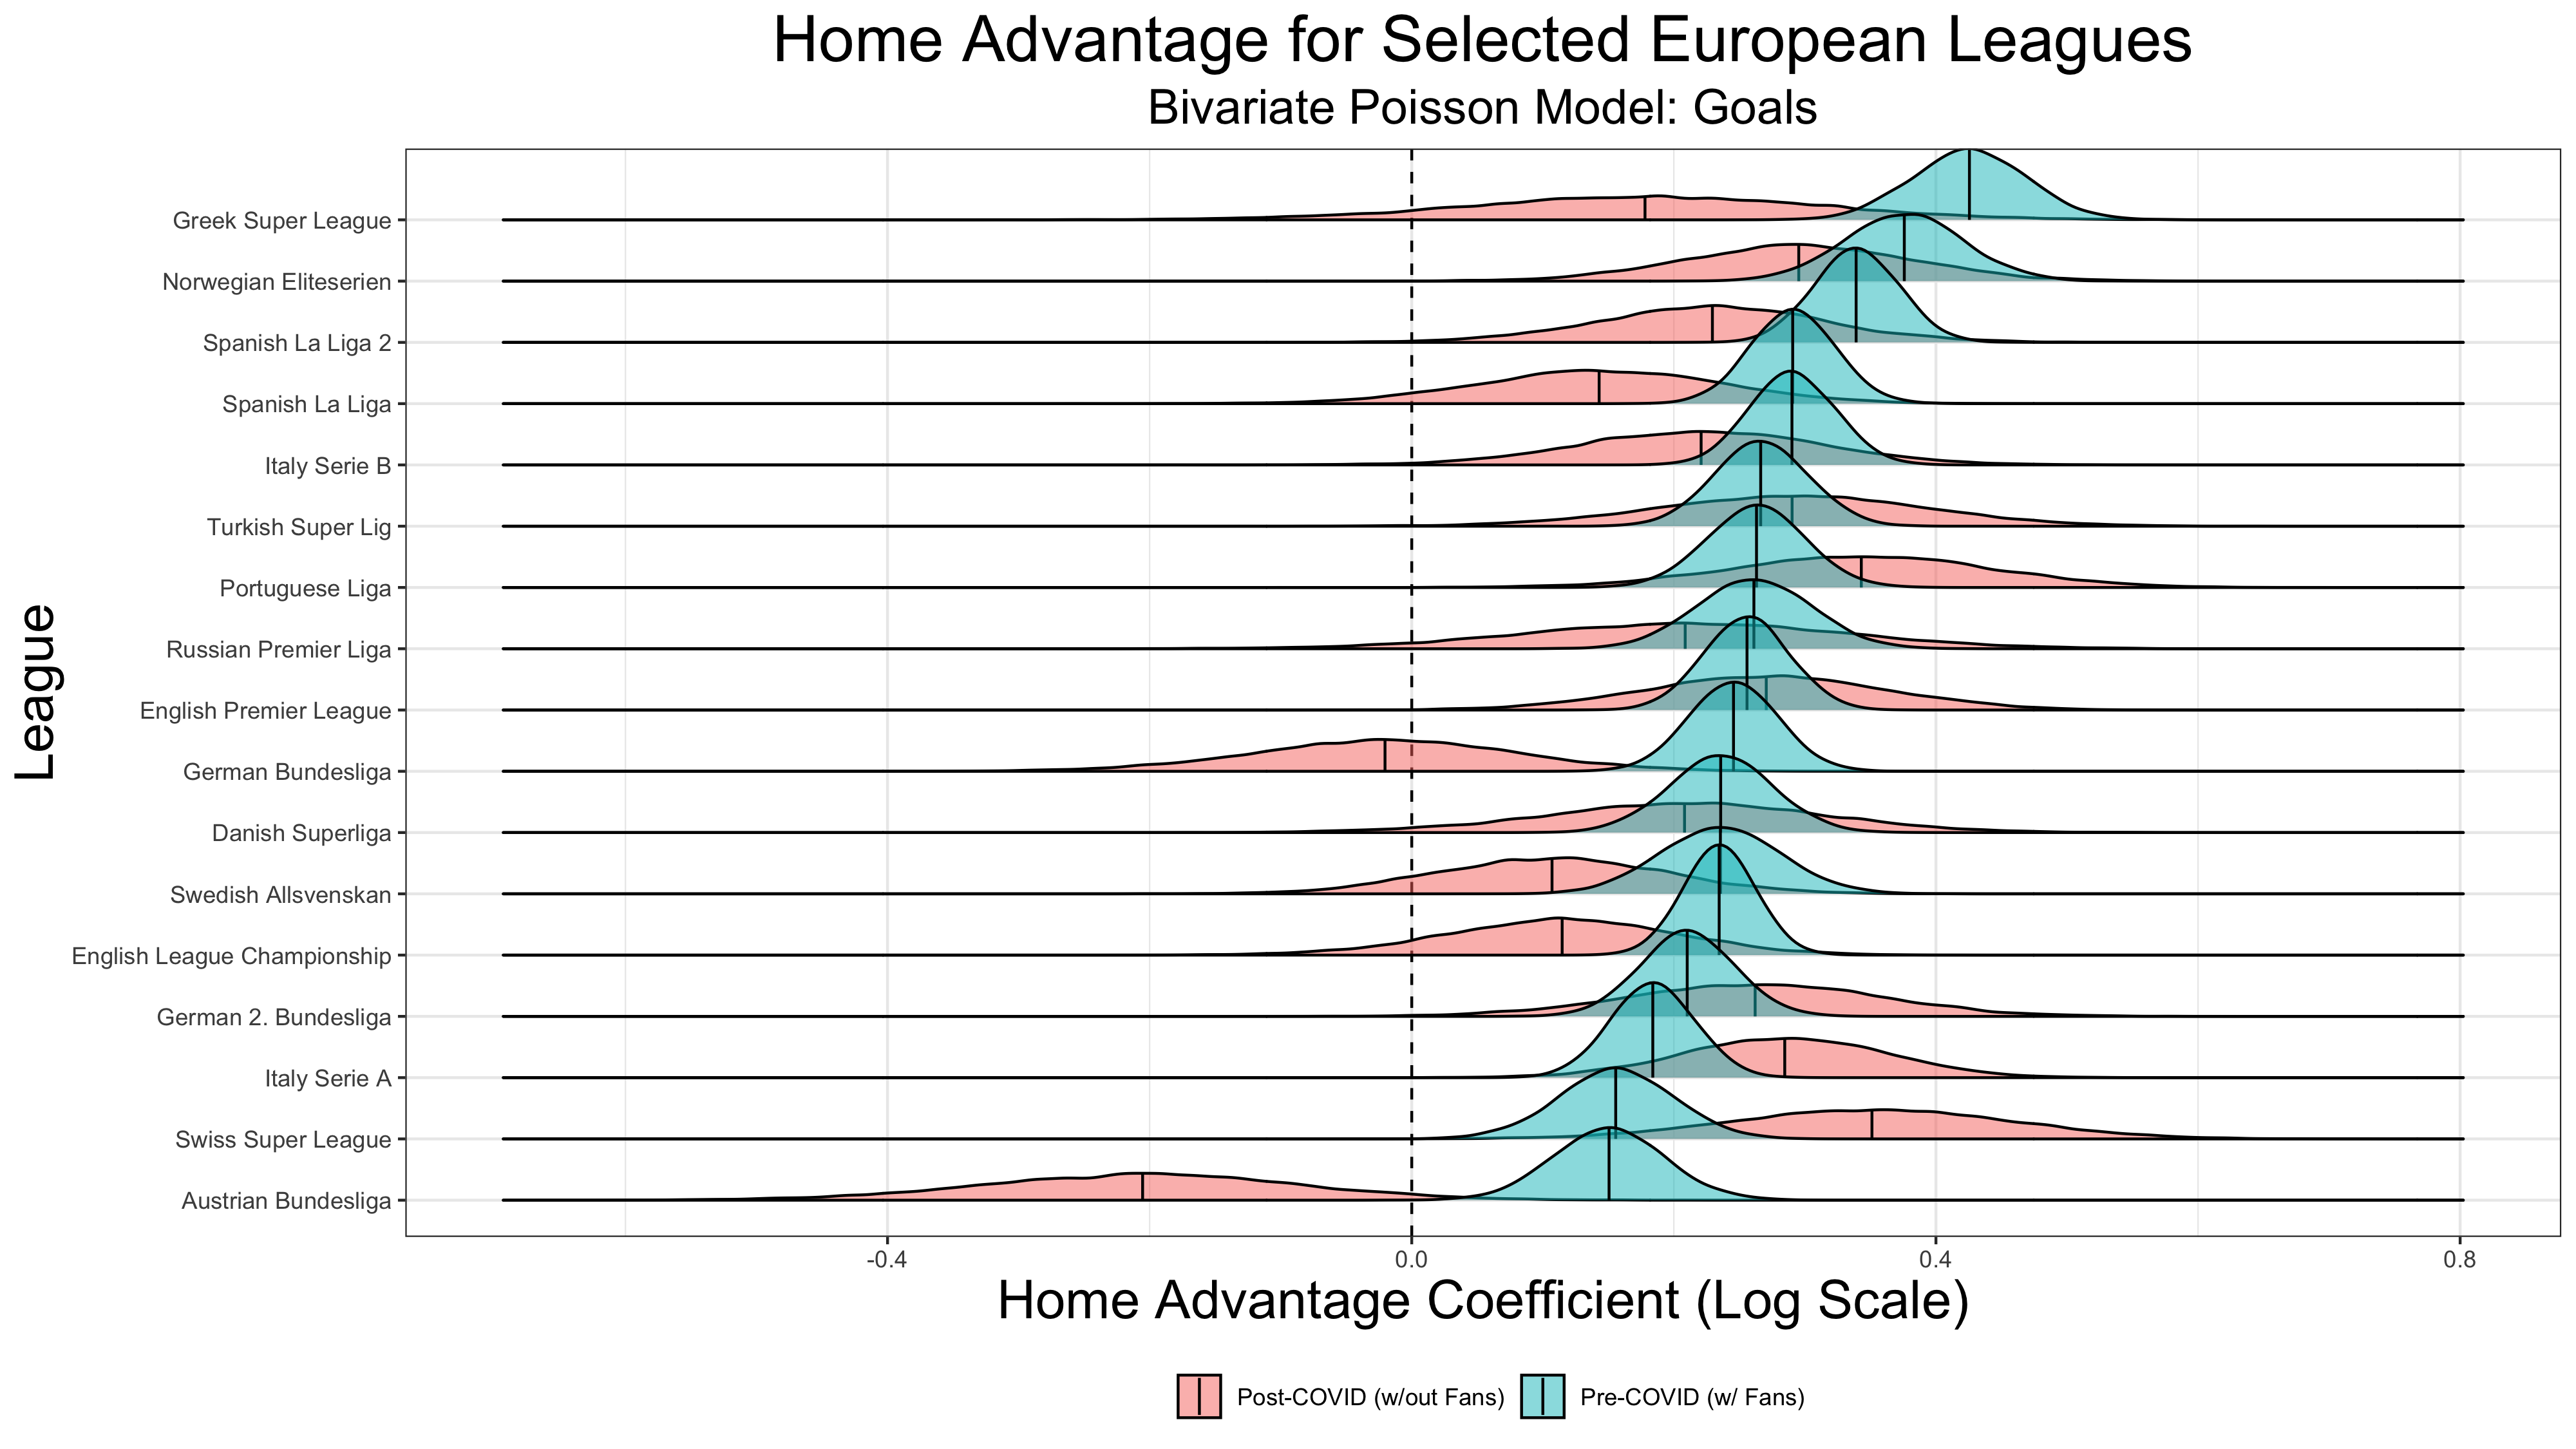 Home Advantage for Selected European Leagues
Bivariate Poisson Model: Goals
League
Greek Super League
Norwegian Eliteserien
Spanish La Liga 2
Spanish La Liga
Italy Serie B
Turkish Super Lig
Portuguese Liga
Russian Premier Liga
English Premier League
German Bundesliga
Danish Superliga
Swedish Allsvenskan
English League Championship
German 2. Bundesliga
Italy Serie A
Swiss Super League
Austrian Bundesliga
-0.4 0.0 0.4 0.8
Home Advantage Coefficient (Log Scale)
Post-COVID (w/out Fans) Pre-COVID (w/ Fans)